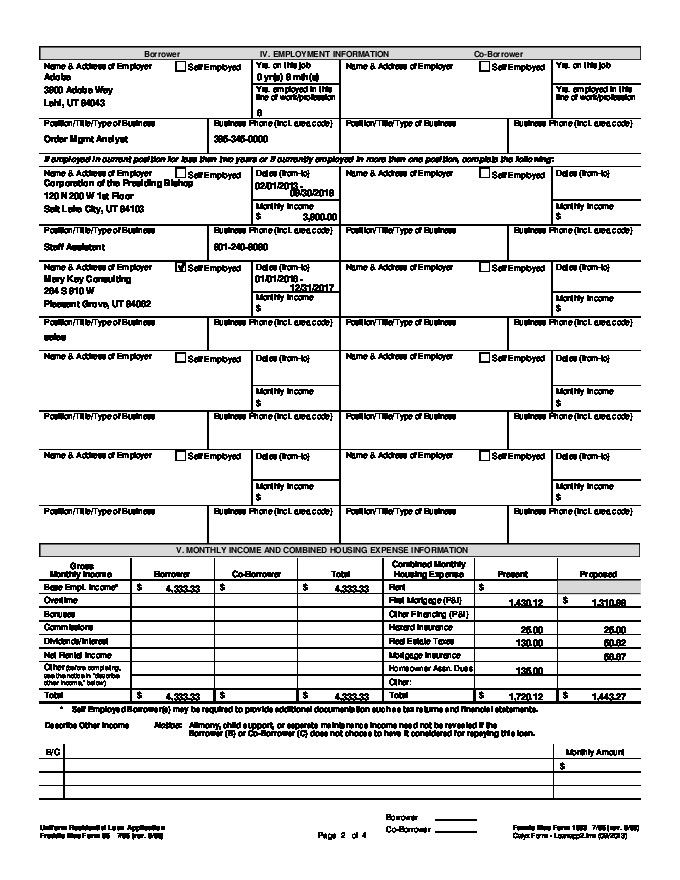 Borrower IV. EMPLOYMENT INFORMATION Co-Borrower
Name & Address of Employer Self Employed Yrs. on this job Name & Address of Employer Self Employed Yrs. on this job
Adobe 0 yr(s) 8 mth(s)
3900 Adobe Way Yrs. employed in this line of work/profession Yrs. employed in this line of work/profession
Lehi, UT 84043
Position/Title/Type of Business Business Phone (incl. area code) Position/Title/Type of Business Business Phone (incl. area code)
Order Mgmt Analyst 385-345-0000
If employed in current position for less than two years or if currently employed in more than one position, complete the following:
Name & Address of Employer Self Employed Dates (from-to) Name & Address of Employer Self Employed Dates (from-to)
Corporation of the Presiding Bishop 02/01/2013 -
120 N 200 W 1st Floor 09/30/2016
Salt Lake City, UT 84103 Monthly Income Monthly Income
$ 3,800.00 $
Position/Title/Type of Business Business Phone (incl. area code) Position/Title/Type of Business Business Phone (incl. area code)
Staff Assistant 801-240-8080
Name & Address of Employer Self Employed Dates (from-to) Name & Address of Employer Self Employed Dates (from-to)
Mary Kay Consulting 01/01/2016 -
264 S 810 W 12/31/2017
Pleasant Grove, UT 84062 Monthly Income Monthly Income
$ $
Position/Title/Type of Business Business Phone (incl. area code) Position/Title/Type of Business Business Phone (incl. area code)
sales
Name & Address of Employer Self Employed Dates (from-to) Name & Address of Employer Self Employed Dates (from-to)
Monthly Income Monthly Income
$ $
Position/Title/Type of Business Business Phone (incl. area code) Position/Title/Type of Business Business Phone (incl. area code)
Name & Address of Employer Self Employed Dates (from-to) Name & Address of Employer Self Employed Dates (from-to)
Monthly Income Monthly Income
$ $
Position/Title/Type of Business Business Phone (incl. area code) Position/Title/Type of Business Business Phone (incl. area code)
V. MONTHLY INCOME AND COMBINED HOUSING EXPENSE INFORMATION
Gross Monthly Income Borrower Co-Borrower Total Combined Monthly Housing Expense Present Proposed
Base Empl. Income* $ 4,333.33 $ $ 4,333.33 Rent $
Overtime First Mortgage (P&I) 1,430.12 $ 1,310.98
Bonuses Other Financing (P&I)
Commissions Hazard Insurance 25.00 25.00
Dividends/Interest Real Estate Taxes 130.00 50.62
Net Rental Income Mortgage Insurance 56.67
Other (before completing, see the notice in "describe other income," below) Homeowner Assn. Dues 135.00
Other:
Total $ 4,333.33 $ $ 4,333.33 Total $ 1,720.12 $ 1,443.27
* Self Employed Borrower(s) may be required to provide additional documentation such as tax returns and financial statements.
Describe Other Income Notice: Alimony, child support, or separate maintenance income need not be revealed if the
Borrower (B) or Co-Borrower (C) does not choose to have it considered for repaying this loan.
B/C Monthly Amount
$
Borrower
Uniform Residential Loan Application Co-Borrower Fannie Mae Form 1003 7/05 (rev. 6/09)
Freddie Mac Form 65 7/05 (rev. 6/09) Page 2 of 4 Calyx Form - Loanapp2.frm (09/2013)